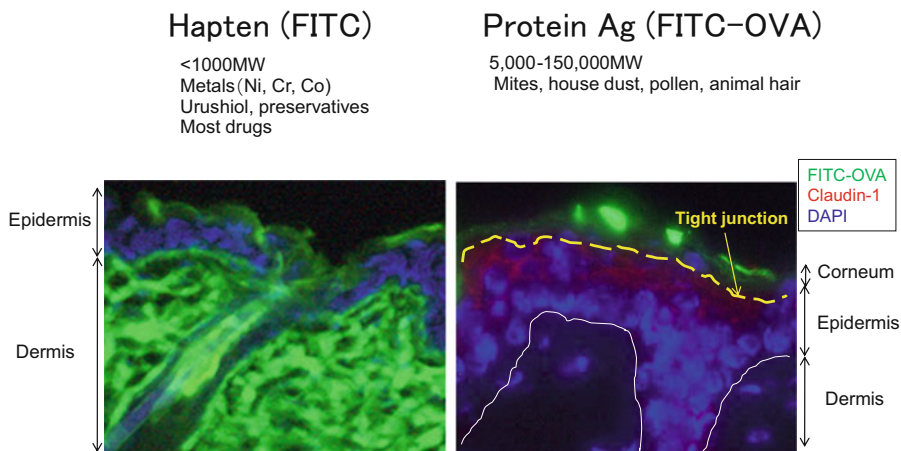 Hapten (FITC)
<1000MW
Metals(Ni, Cr, Co)
Urushiol, preservatives
Most drugs
Protein Ag (FITC-OVA)
5,000-150,000MW
Mites, house dust, pollen, animal hair
Epidermis
Dermis
Tight junction
FITC-OVA
Claudin-1
DAPI
Corneum
Epidermis
Dermis